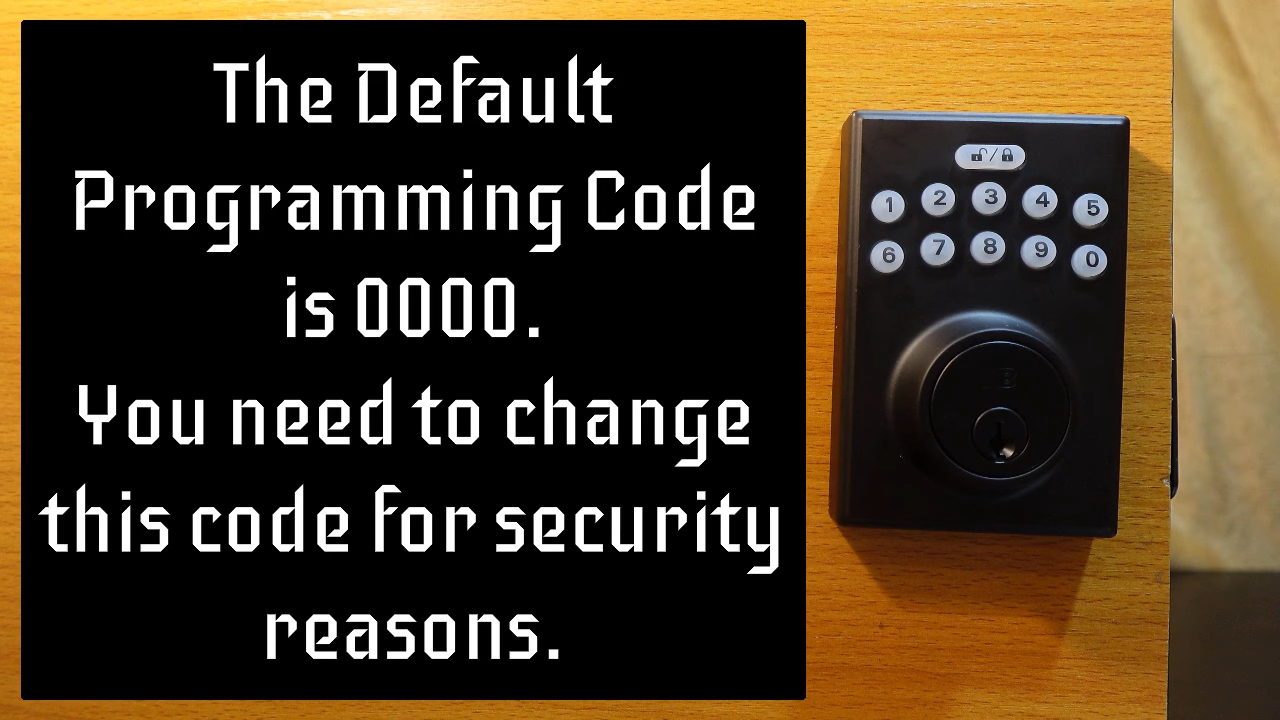 The Default
Programming Code
is 0000.
You need to change
this code for security
reasons.
/
1 2 3 4 5
6 7 8 9 0